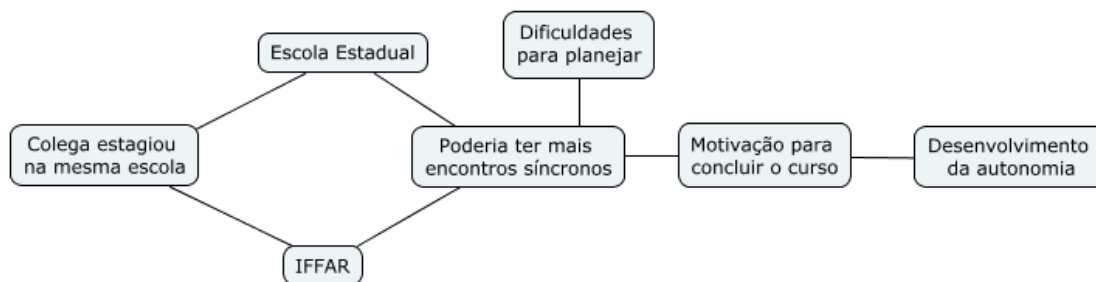 Dificuldades
para planejar
Escola Estadual
Colega estagiou
na mesma escola
Poderia ter mais
encontros síncronos
Motivação para
concluir o curso
Desenvolvimento
da autonomia
IFFAR